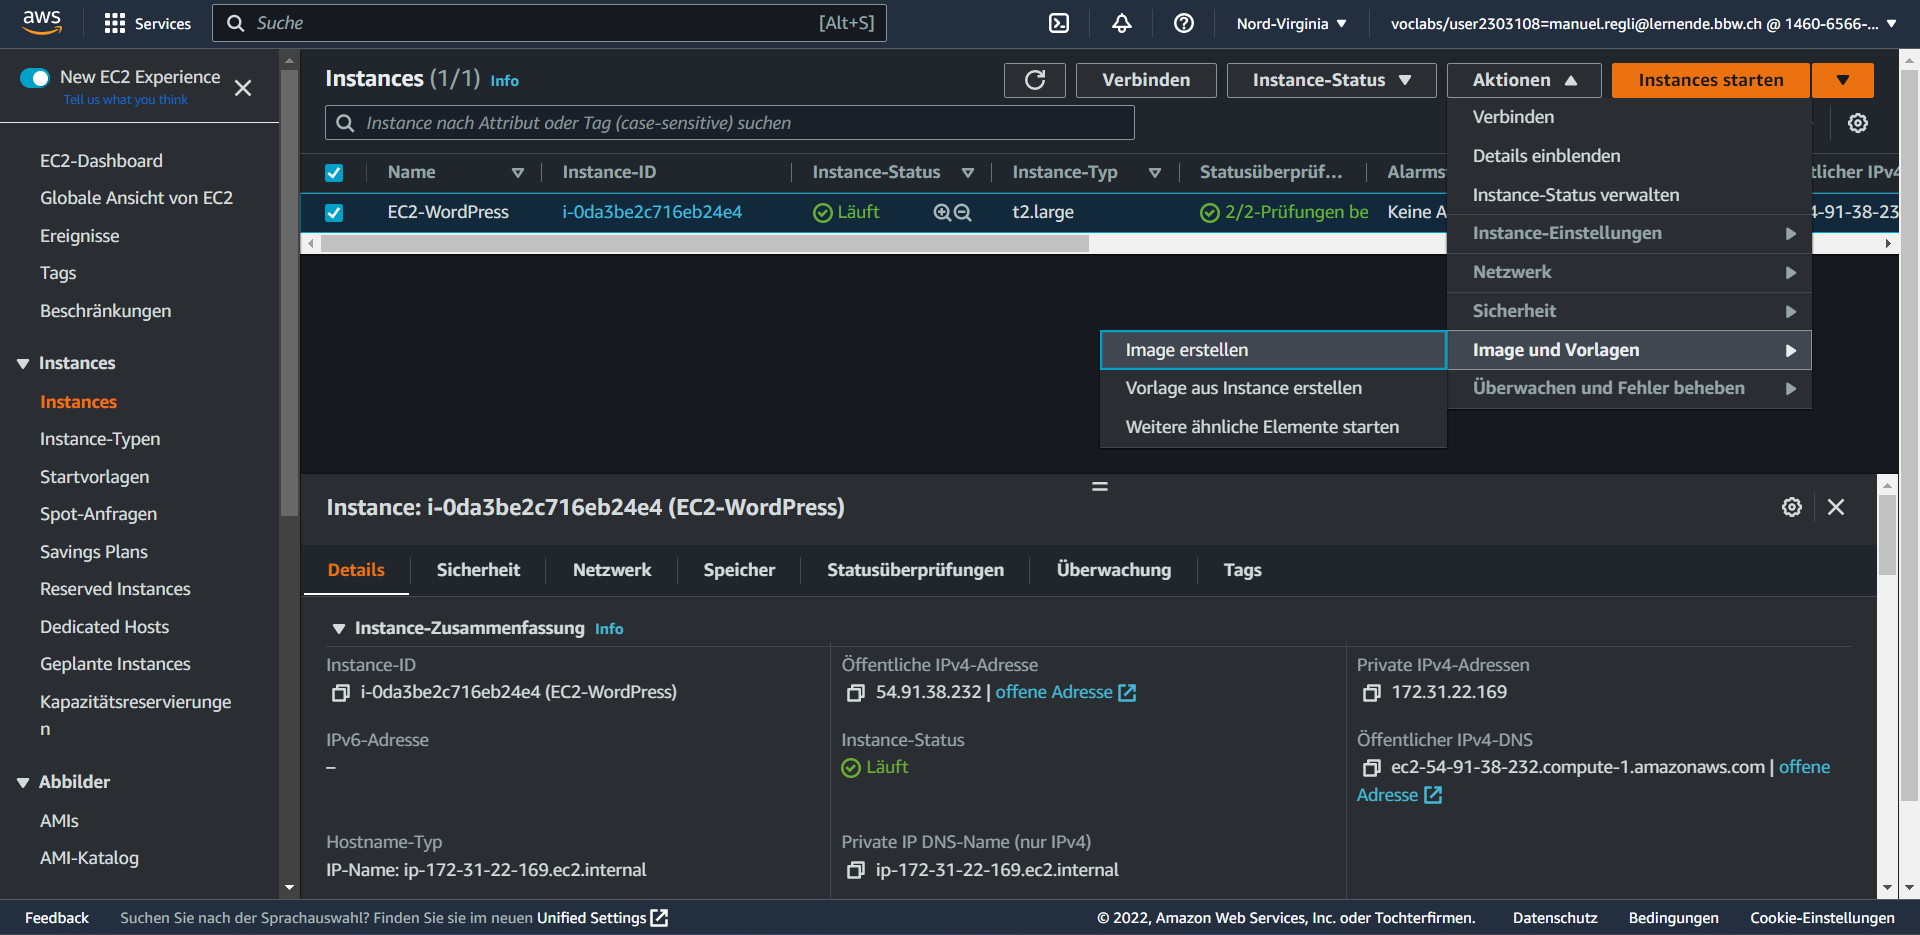 aws
Services
Suche
[Alt+S]
Nord-Virginia
voclabs/user2303108=manuel.regli@lernende.bbw.ch @ 1460-6566-...
New EC2 Experience
Tell us what you think
EC2-Dashboard
Globale Ansicht von EC2
Ereignisse
Tags
Beschränkungen
Instances
Instances
Instance-Typen
Startvorlagen
Spot-Anfragen
Savings Plans
Reserved Instances
Dedicated Hosts
Geplante Instances
Kapazitätsreservierunge
n
Abbilder
AMIs
AMI-Katalog
Instances (1/1) Info
Verbinden
Instance-Status
Aktionen
Instances starten
Instance nach Attribut oder Tag (case-sensitive) suchen
Name
Instance-ID
Instance-Status
Instance-Typ
Statusüberprüf...
Alarms
tlicher IPv4
EC2-WordPress
i-0da3be2c716eb24e4
Läuft
t2.large
2/2-Prüfungen be
Keine A
4-91-38-23
Verbinden
Details einblenden
Instance-Status verwalten
Instance-Einstellungen
Netzwerk
Sicherheit
Image und Vorlagen
Überwachen und Fehler beheben
Image erstellen
Vorlage aus Instance erstellen
Weitere ähnliche Elemente starten
Instance: i-0da3be2c716eb24e4 (EC2-WordPress)
Details
Sicherheit
Netzwerk
Speicher
Statusüberprüfungen
Überwachung
Tags
Instance-Zusammenfassung Info
Instance-ID
i-0da3be2c716eb24e4 (EC2-WordPress)
Öffentliche IPv4-Adresse
54.91.38.232 | offene Adresse
Private IPv4-Adressen
172.31.22.169
IPv6-Adresse
–
Instance-Status
Läuft
Öffentlicher IPv4-DNS
ec2-54-91-38-232.compute-1.amazonaws.com | offene
Adresse
Hostname-Typ
IP-Name: ip-172-31-22-169.ec2.internal
Private IP DNS-Name (nur IPv4)
ip-172-31-22-169.ec2.internal
Feedback
Suchen Sie nach der Sprachauswahl? Finden Sie sie im neuen Unified Settings
© 2022, Amazon Web Services, Inc. oder Tochterfirmen.
Datenschutz
Bedingungen
Cookie-Einstellungen